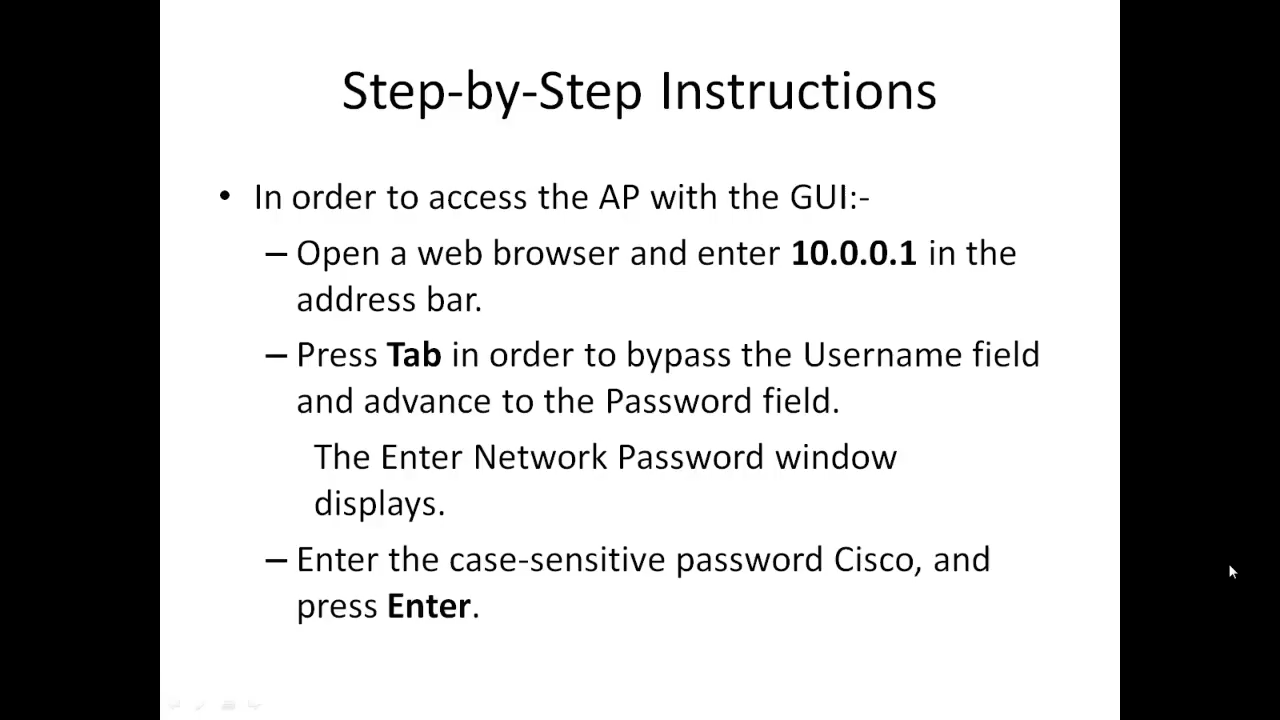 Step-by-Step Instructions
• In order to access the AP with the GUI:-
– Open a web browser and enter 10.0.0.1 in the
address bar.
– Press Tab in order to bypass the Username field
and advance to the Password field.
The Enter Network Password window
displays.
– Enter the case-sensitive password Cisco, and
press Enter.